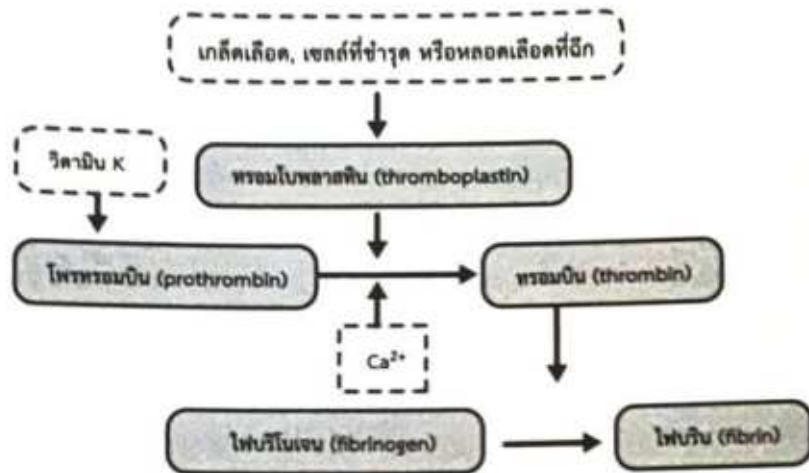 เกล็ดเลือด, เซลล์ที่ชำรุด หรือหลอดเลือดที่ฉีก
วิตามิน K
ทรอมโบพลาสทิน (thromboplastin)
โพรทรอมบิน (prothrombin)
ทรอมบิน (thrombin)
Ca²⁺
ไฟบริโนเจน (fibrinogen)
ไฟบริน (fibrin)